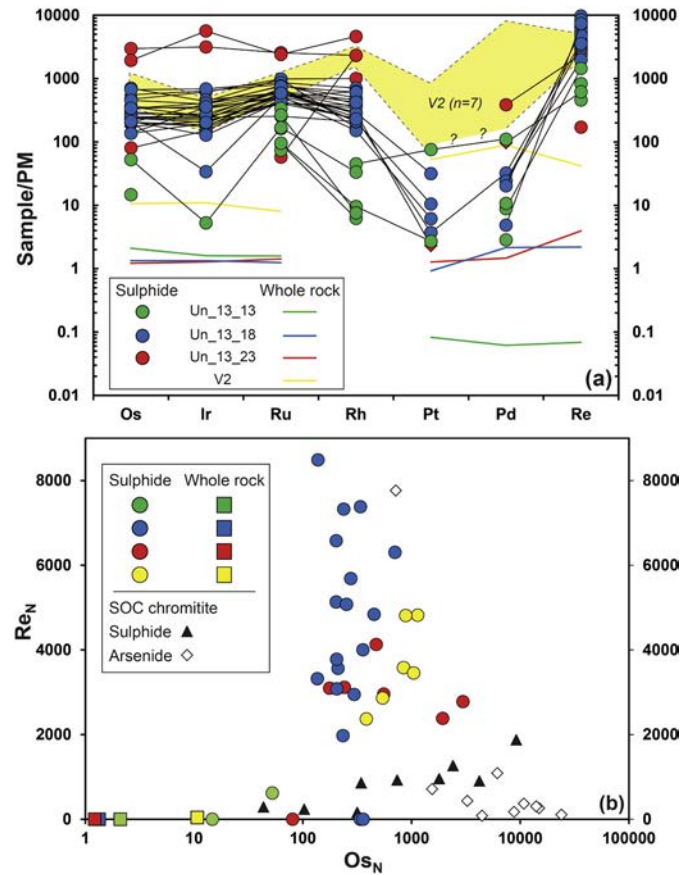 10000 10000
1000 1000
V2 (n=7)
? ?
100 100
10 10
1 1
Sample/PM
Sulphide Whole rock
Un_13_13
Un_13_18
0.1 0.1
Un_13_23
V2
(a)
0.01 0.01
Os Ir Ru Rh Pt Pd Re
Sulphide Whole rock
8000 8000
SOC chromitite
6000 6000
Sulphide
Arsenide
Re_N
4000 4000
2000 2000
(b)
0 0
1 10 100 1000 10000 100000
Os_N